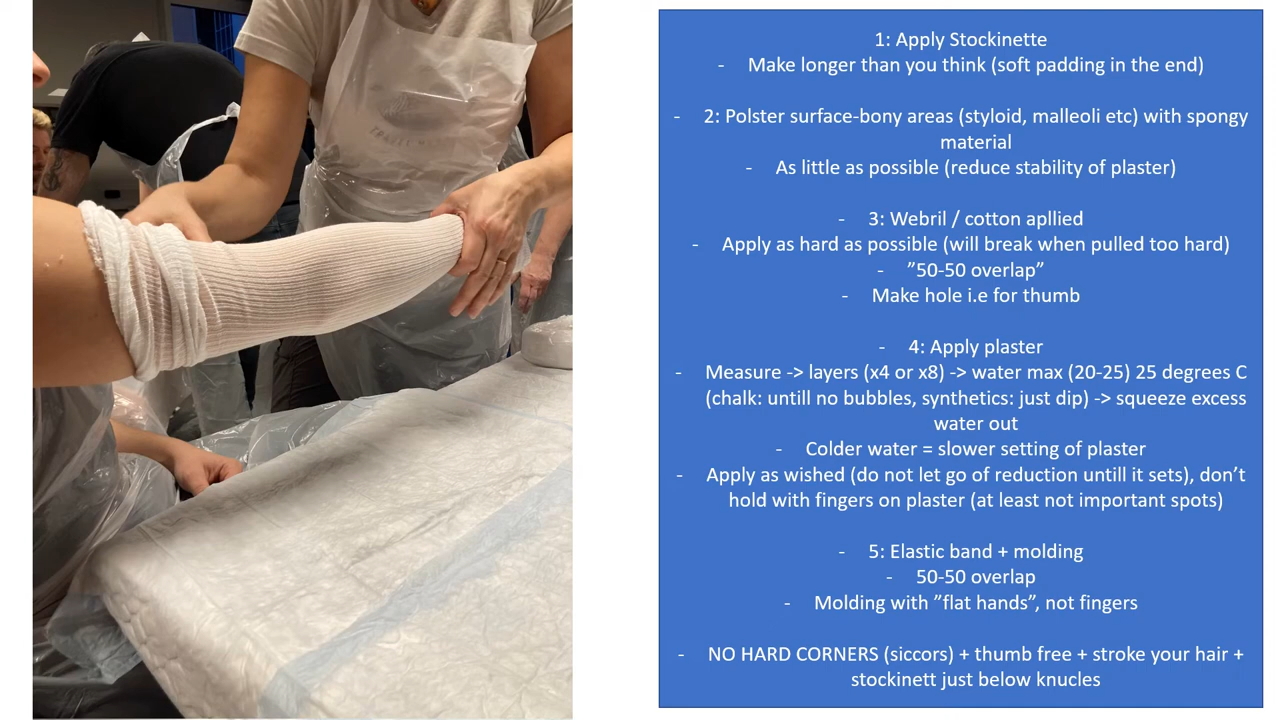 1: Apply Stockinette
- Make longer than you think (soft padding in the end)
- 2: Polster surface-bony areas (styloid, malleoli etc) with spongy
material
- As little as possible (reduce stability of plaster)
- 3: Webril / cotton apllied
- Apply as hard as possible (will break when pulled too hard)
- ”50-50 overlap”
- Make hole i.e for thumb
- 4: Apply plaster
- Measure -> layers (x4 or x8) -> water max (20-25) 25 degrees C
(chalk: untill no bubbles, synthetics: just dip) -> squeeze excess
water out
- Colder water = slower setting of plaster
- Apply as wished (do not let go of reduction untill it sets), don’t
hold with fingers on plaster (at least not important spots)
- 5: Elastic band + molding
- 50-50 overlap
- Molding with ”flat hands”, not fingers
- NO HARD CORNERS (siccors) + thumb free + stroke your hair +
stockinett just below knucles